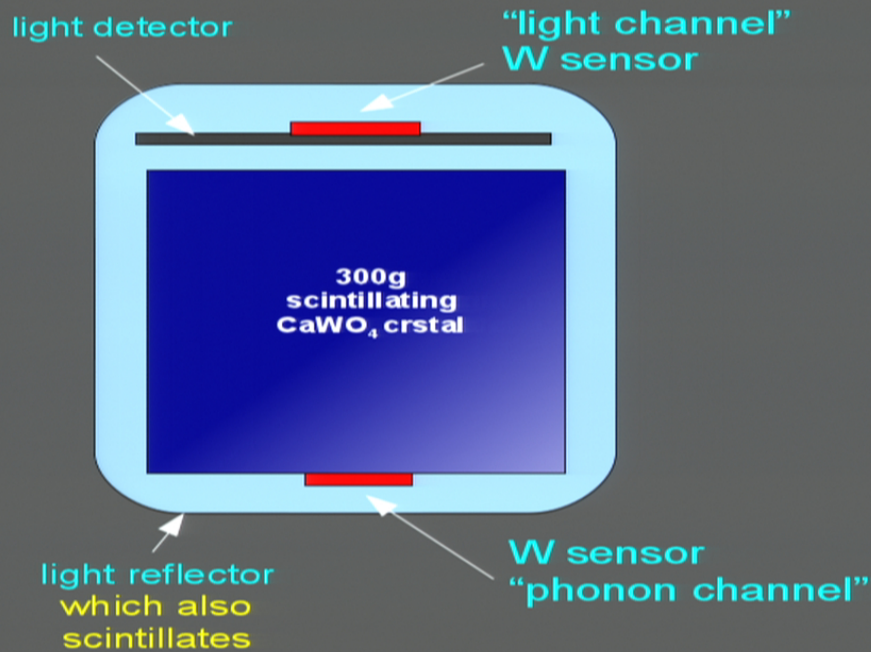 light detector
“light channel”
W sensor
300g
scintillating
CaWO₄ crstal
W sensor
“phonon channel”
light reflector
which also
scintillates